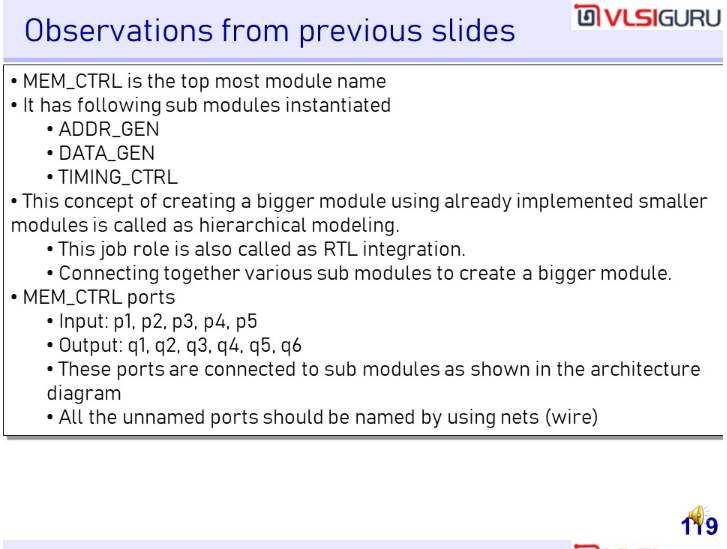 Observations from previous slides
VLSIGURU
• MEM_CTRL is the top most module name
• It has following sub modules instantiated
• ADDR_GEN
• DATA_GEN
• TIMING_CTRL
• This concept of creating a bigger module using already implemented smaller
modules is called as hierarchical modeling.
• This job role is also called as RTL integration.
• Connecting together various sub modules to create a bigger module.
• MEM_CTRL ports
• Input: p1, p2, p3, p4, p5
• Output: q1, q2, q3, q4, q5, q6
• These ports are connected to sub modules as shown in the architecture
diagram
• All the unnamed ports should be named by using nets (wire)
119